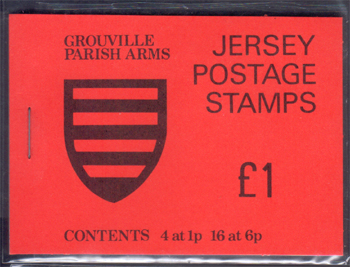 GROUVILLE
PARISH ARMS
JERSEY
POSTAGE
STAMPS
£1
CONTENTS 4 at 1p 16 at 6p